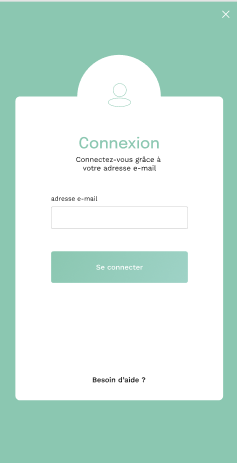 Connexion
Connectez-vous grâce à
votre adresse e-mail
adresse e-mail
Se connecter
Besoin d'aide ?